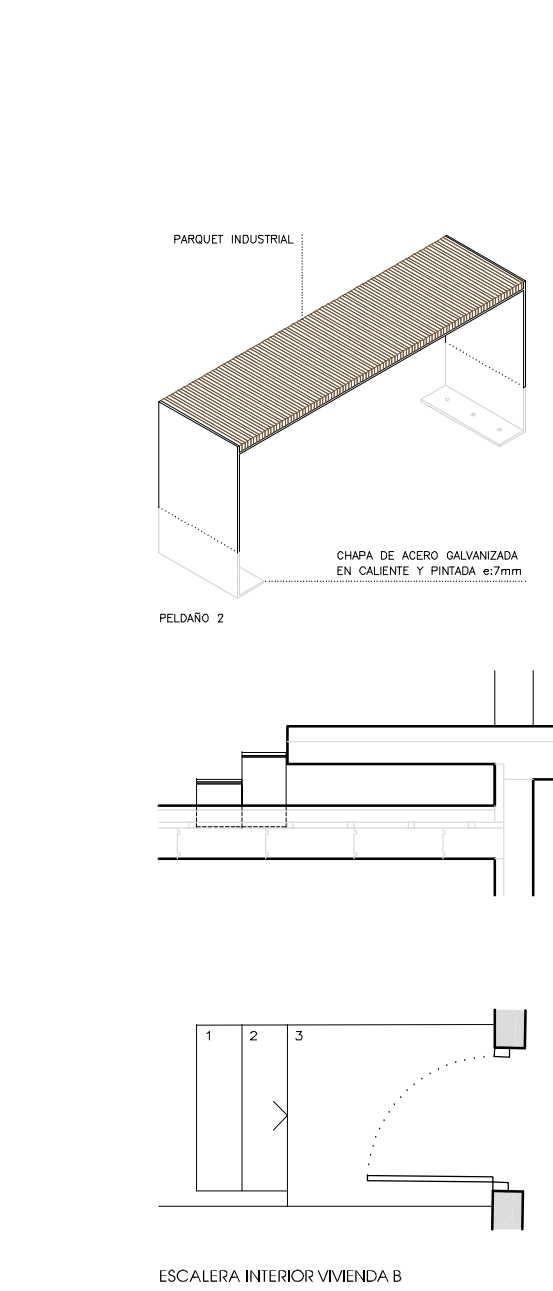 PARQUET INDUSTRIAL
CHAPA DE ACERO GALVANIZADA
EN CALIENTE Y PINTADA e:7mm
PELDAÑO 2
1 2 3
ESCALERA INTERIOR VIVIENDA B